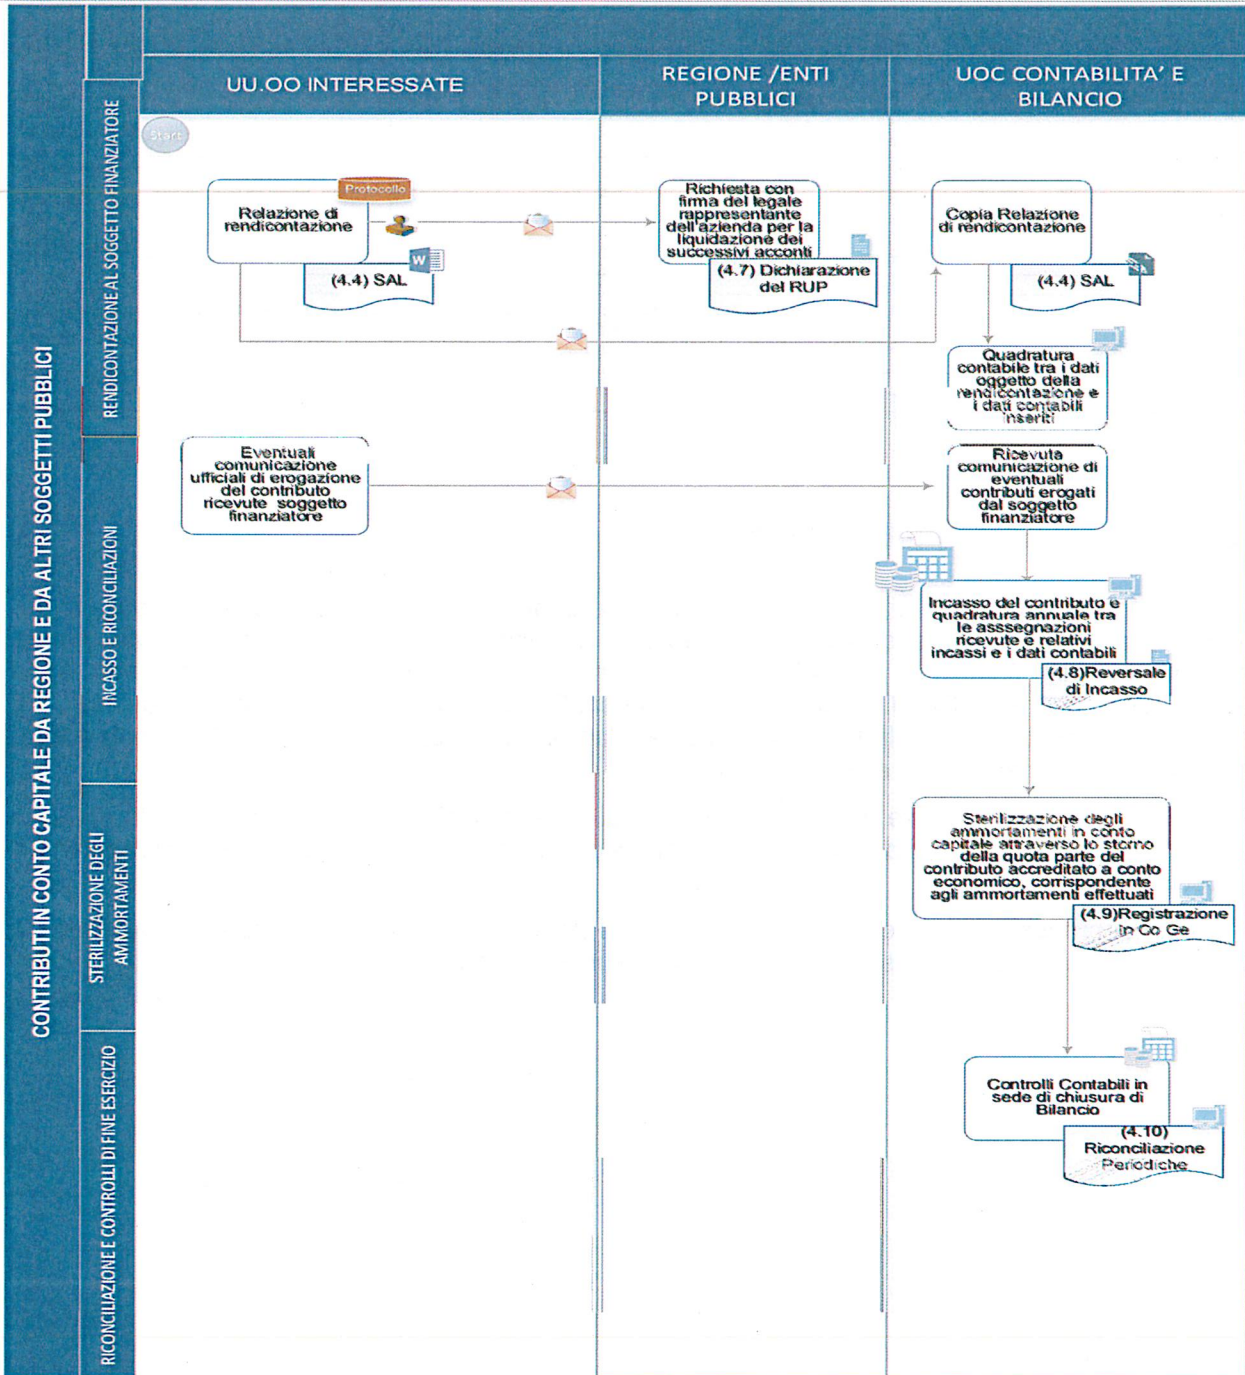 CONTRIBUTI IN CONTO CAPITALE DA REGIONE E DA ALTRI SOGGETTI PUBBLICI
UU.OO INTERESSATE
REGIONE /ENTI
PUBBLICI
UOC CONTABILITA' E
BILANCIO
RENDICONTAZIONE AL SOGGETTO FINANZIATORE
Start
Protocollo
Relazione di
rendicontazione
W
(4.4) SAL
Richiesta con
firma del legale
rappresentante
dell'azienda per la
liquidazione dei
successivi acconti
(4.7) Dichiarazione
del RUP
Copia Relazione
di rendicontazione
(4.4) SAL
Quadratura
contabile tra i dati
oggetto della
rendicontazione e
i dati contabili
inseriti
INCASSO E RICONCILIAZIONI
Eventuali
comunicazione
ufficiali di erogazione
del contributo
ricevute soggetto
finanziatore
Ricevuta
comunicazione di
eventuali
contributi erogati
dal soggetto
finanziatore
Incasso del contributo e
quadratura annuale tra
le asssegnazioni
ricevute e relativi
incassi e i dati contabili
(4.8)Reversale
di Incasso
STERILIZZAZIONE DEGLI
AMMORTAMENTI
Sterilizzazione degli
ammortamenti in conto
capitale attraverso lo storno
della quota parte del
contributo accreditato a conto
economico, corrispondente
agli ammortamenti effettuati
(4.9)Registrazione
in Co Ge
RICONCILIAZIONE E CONTROLLI DI FINE ESERCIZIO
Controlli Contabili in
sede di chiusura di
Bilancio
(4.10)
Riconciliazione
Periodiche